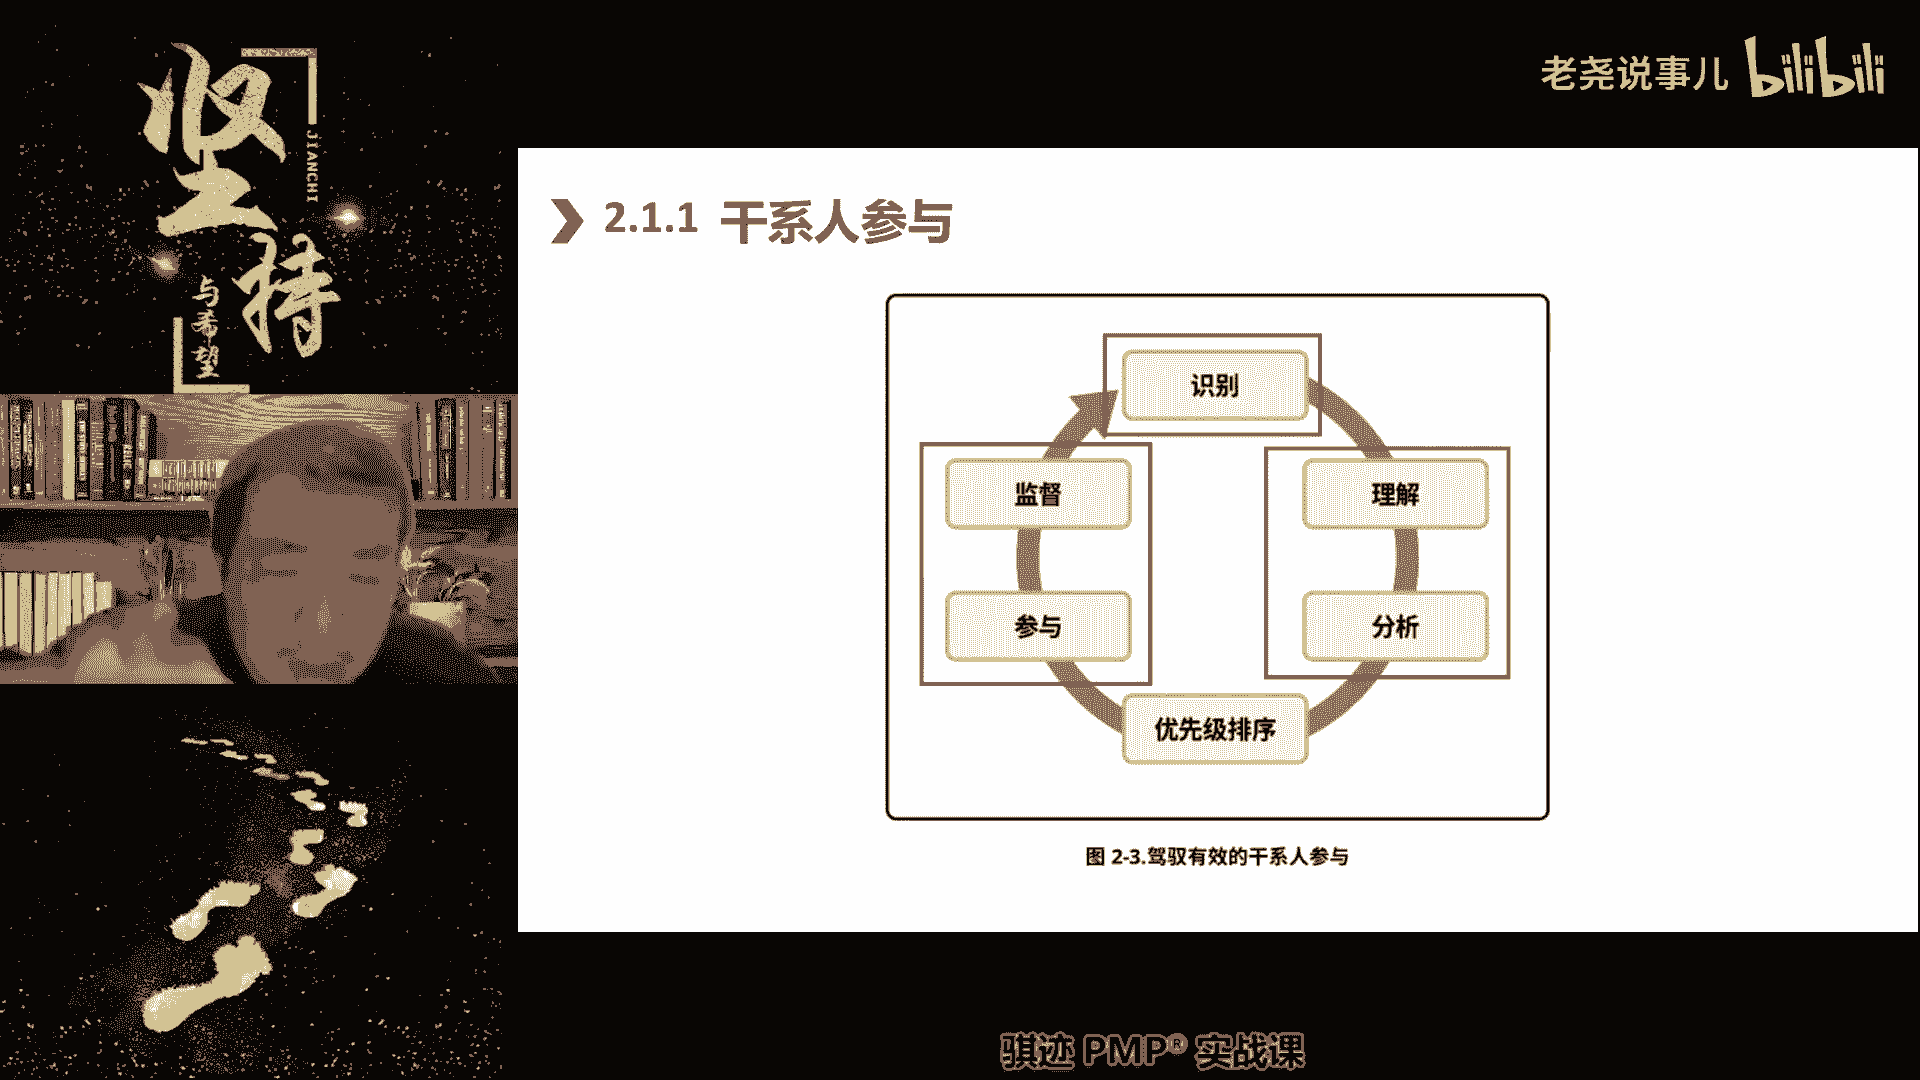 坚持
JIANCHI
与希望
老尧说事儿 bilibili
2.1.1 干系人参与
识别
监督
理解
参与
分析
优先级排序
图 2-3.驾驭有效的干系人参与
骐迹 PMP® 实战课